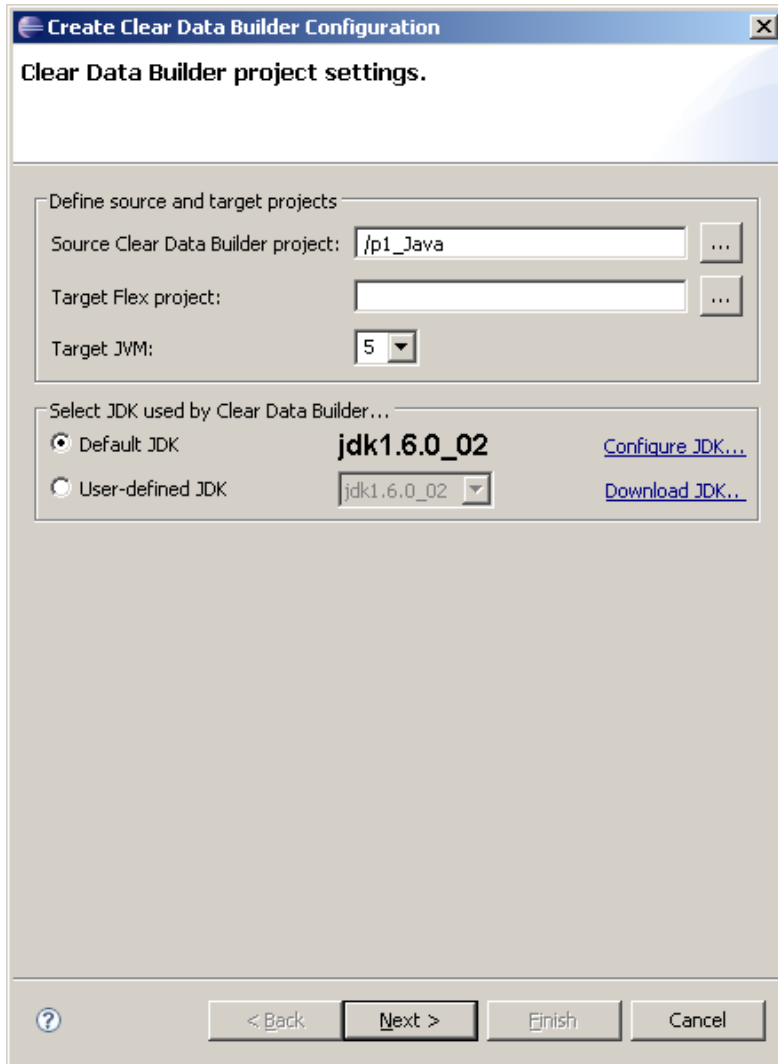 Create Clear Data Builder Configuration
Clear Data Builder project settings.
Define source and target projects
Source Clear Data Builder project: /p1_Java ...
Target Flex project: ...
Target JVM: 5
Select JDK used by Clear Data Builder...
Default JDK jdk1.6.0_02 Configure JDK...
User-defined JDK jdk1.6.0_02 Download JDK..
? < Back Next > Finish Cancel